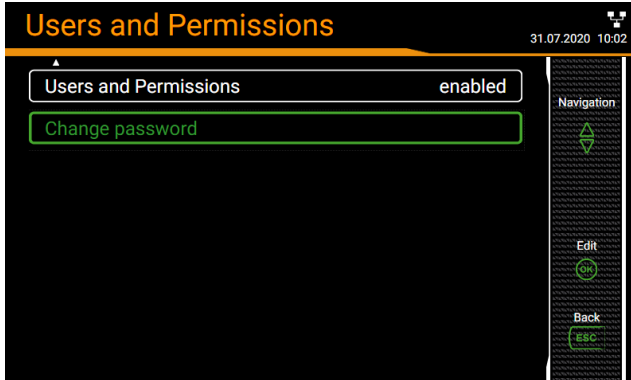 Users and Permissions
31.07.2020 10:02
Users and Permissions enabled
Navigation
Change password
Edit
OK
Back
ESC